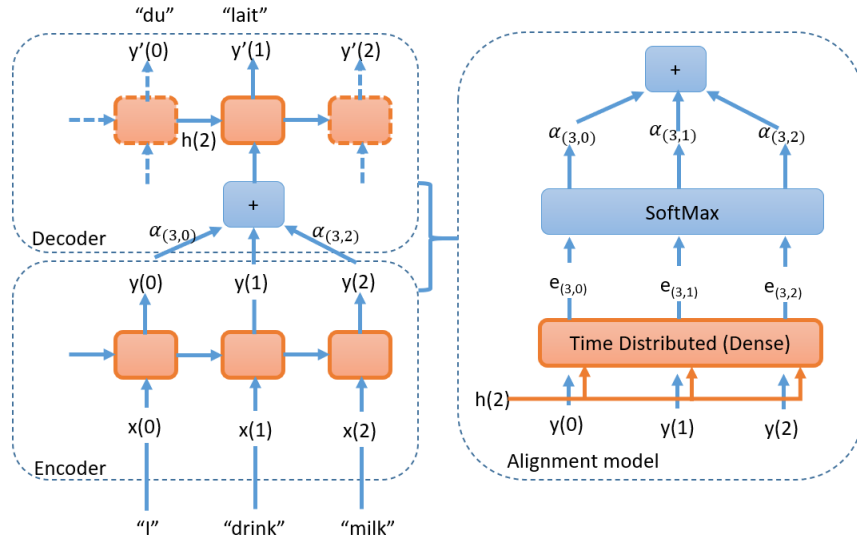 “du” “lait”
y’(0) y’(1) y’(2)
h(2)
+
Decoder
α(3,0) α(3,2)
y(0) y(1) y(2)
x(0) x(1) x(2)
Encoder
“I” “drink” “milk”
+
α(3,0) α(3,1) α(3,2)
SoftMax
e(3,0) e(3,1) e(3,2)
Time Distributed (Dense)
h(2)
y(0) y(1) y(2)
Alignment model